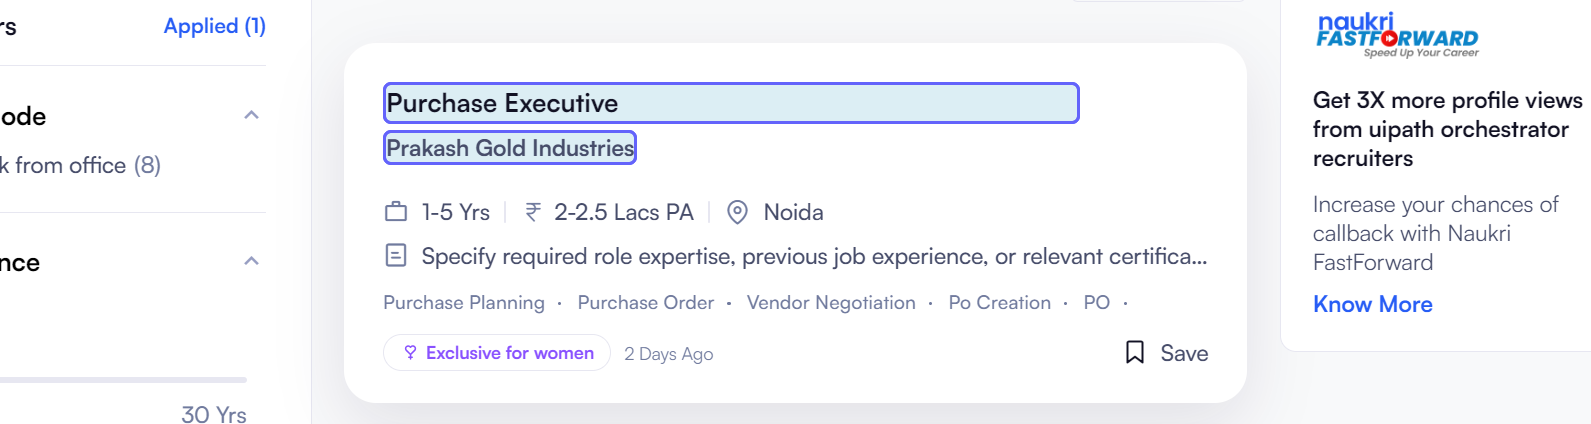 rs
Applied (1)
ode
k from office (8)
nce
30 Yrs
Purchase Executive
Prakash Gold Industries
1-5 Yrs
₹ 2-2.5 Lacs PA
Noida
Specify required role expertise, previous job experience, or relevant certifica...
Purchase Planning · Purchase Order · Vendor Negotiation · Po Creation · PO ·
Exclusive for women
2 Days Ago
Save
naukri
FASTFORWARD
Speed Up Your Career
Get 3X more profile views
from uipath orchestrator
recruiters
Increase your chances of
callback with Naukri
FastForward
Know More